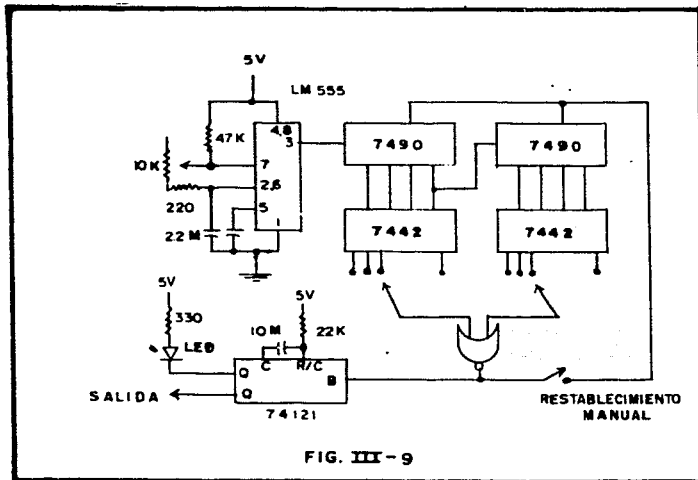 5V
LM 555
47K
4,8
3
7490
7490
10K
7
2,6
220
5
22M
1
7442
7442
5V
5V
330
10M
22K
LED
Q
C
R/C
B
SALIDA
Q
74121
RESTABLECIMIENTO
MANUAL
FIG. III-9